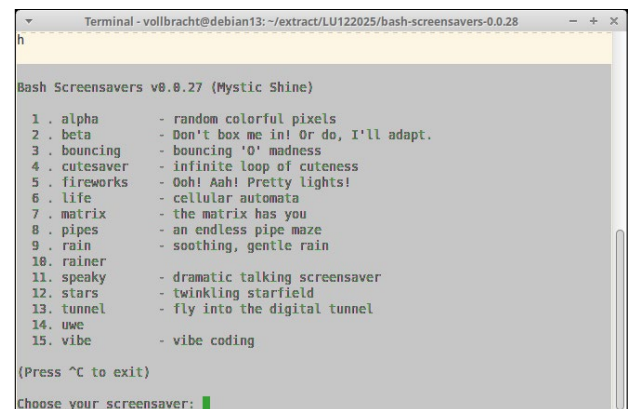 Terminal - vollbracht@debian13: ~/extract/LU122025/bash-screensavers-0.0.28
h
Bash Screensavers v0.0.27 (Mystic Shine)
1 . alpha - random colorful pixels
2 . beta - Don't box me in! Or do, I'll adapt.
3 . bouncing - bouncing 'O' madness
4 . cutesaver - infinite loop of cuteness
5 . fireworks - Ooh! Aah! Pretty lights!
6 . life - cellular automata
7 . matrix - the matrix has you
8 . pipes - an endless pipe maze
9 . rain - soothing, gentle rain
10. rainer
11. speaky - dramatic talking screensaver
12. stars - twinkling starfield
13. tunnel - fly into the digital tunnel
14. uwe
15. vibe - vibe coding
(Press ^C to exit)
Choose your screensaver: